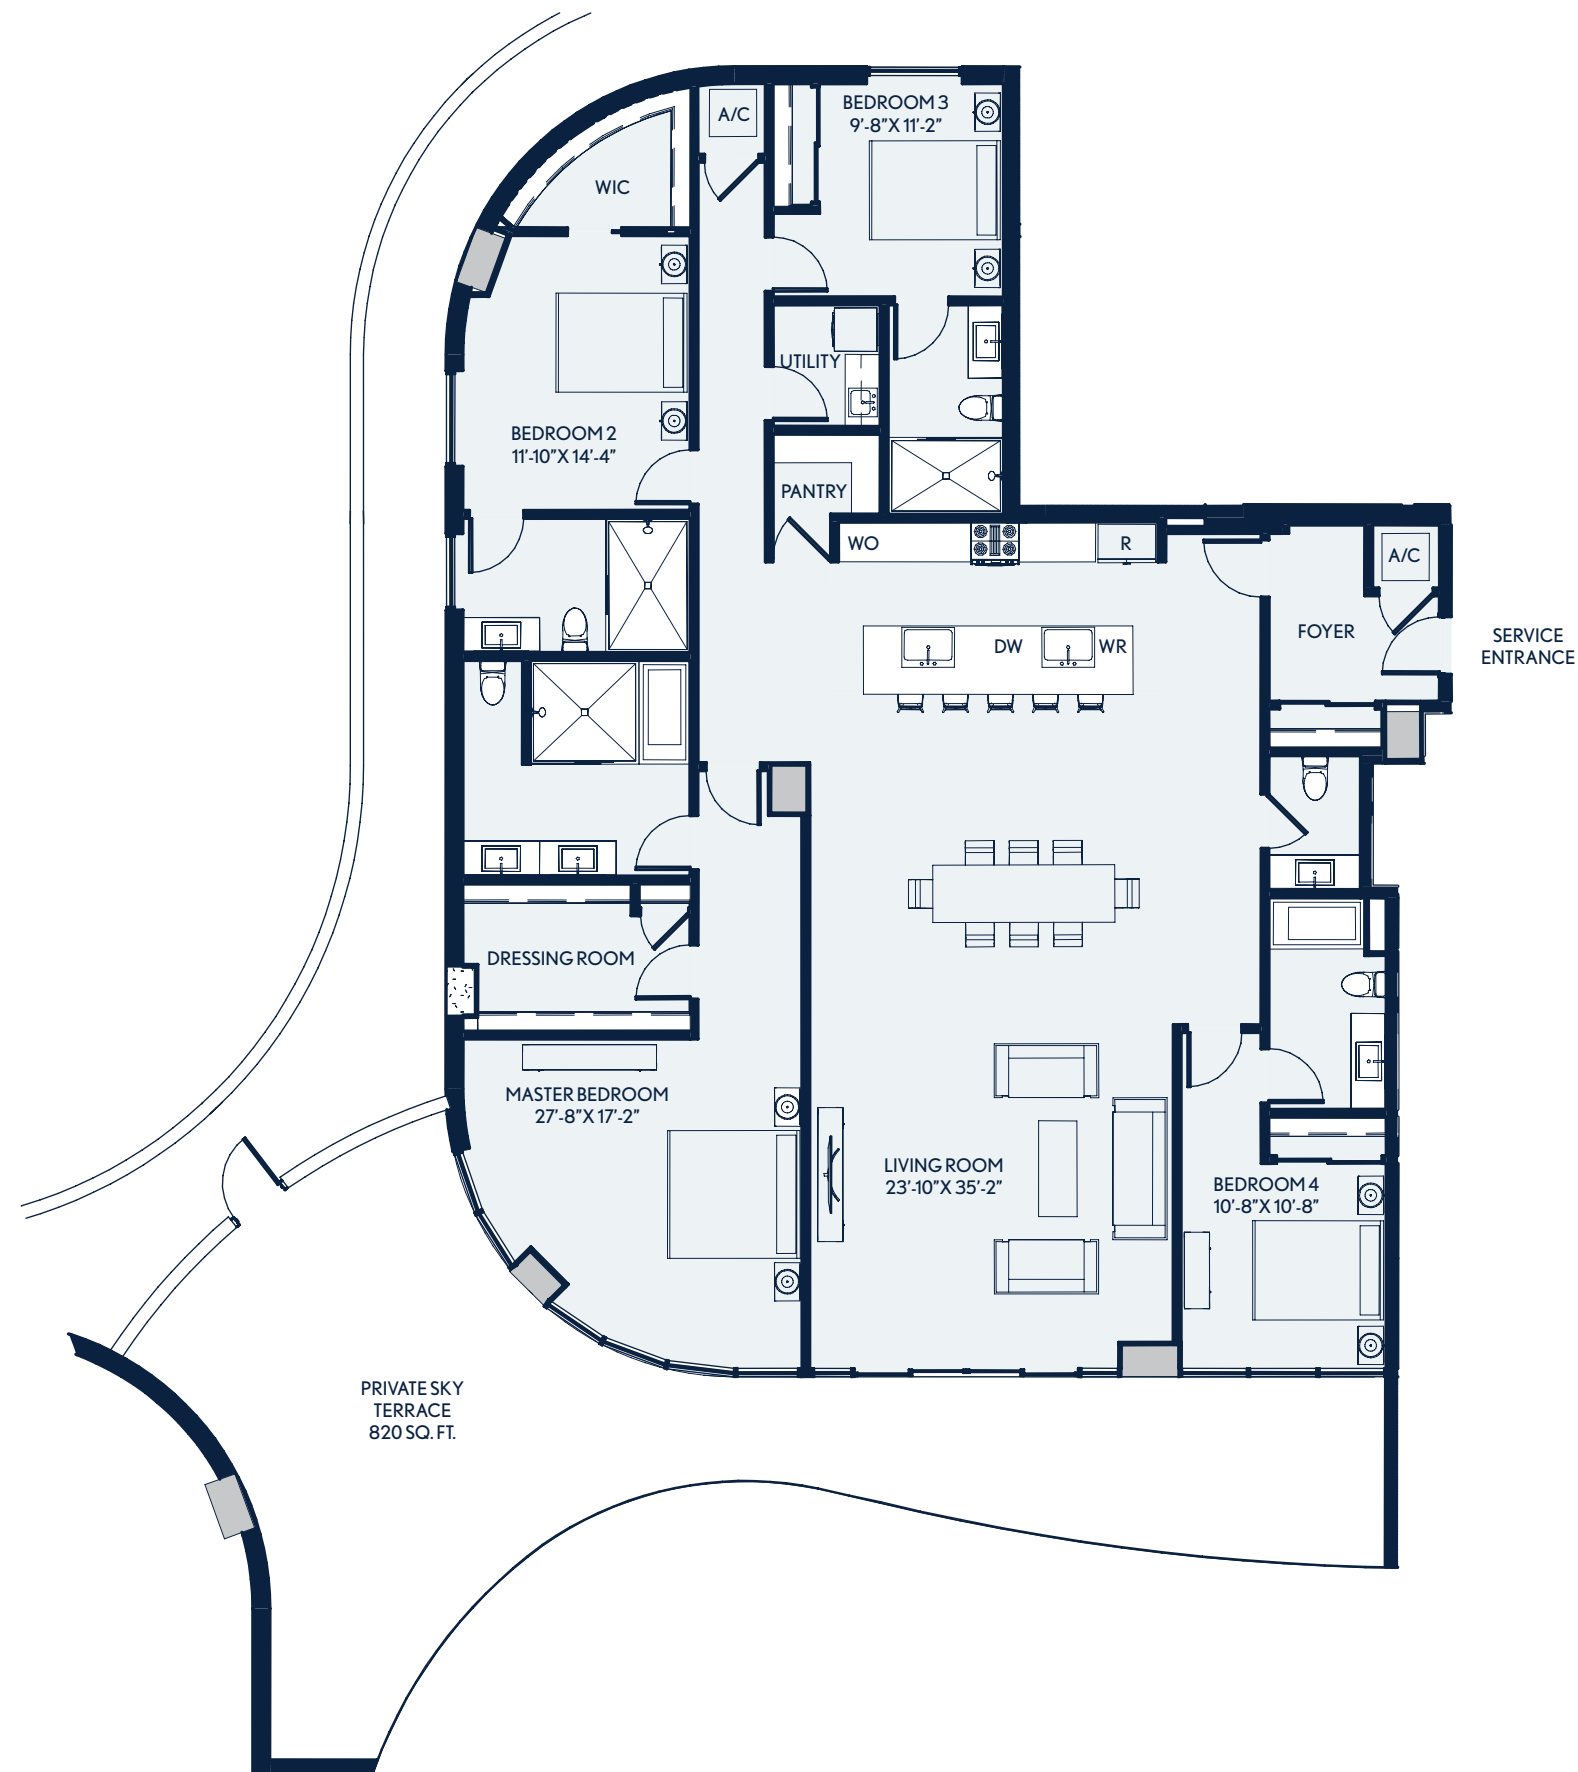 A/C
BEDROOM 3
9'-8"X 11'-2"
WIC
UTILITY
BEDROOM 2
11'-10"X 14'-4"
PANTRY
WO
R
A/C
FOYER
SERVICE
ENTRANCE
DW
WR
DRESSING ROOM
MASTER BEDROOM
27'-8"X 17'-2"
LIVING ROOM
23'-10"X 35'-2"
BEDROOM 4
10'-8"X 10'-8"
PRIVATE SKY
TERRACE
820 SQ. FT.